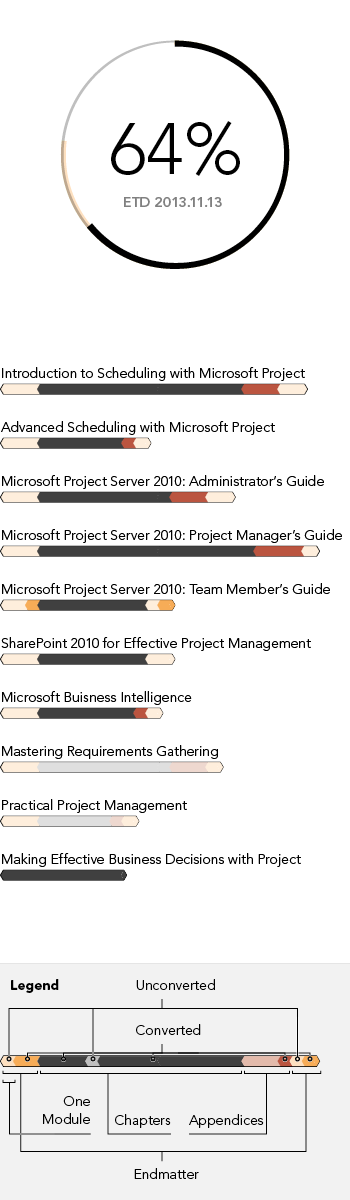 64%
ETD 2013.11.13
Introduction to Scheduling with Microsoft Project
Advanced Scheduling with Microsoft Project
Microsoft Project Server 2010: Administrator's Guide
Microsoft Project Server 2010: Project Manager's Guide
Microsoft Project Server 2010: Team Member's Guide
SharePoint 2010 for Effective Project Management
Microsoft Buisness Intelligence
Mastering Requirements Gathering
Practical Project Management
Making Effective Business Decisions with Project
Legend
Unconverted
Converted
One
Module
Chapters
Appendices
Endmatter